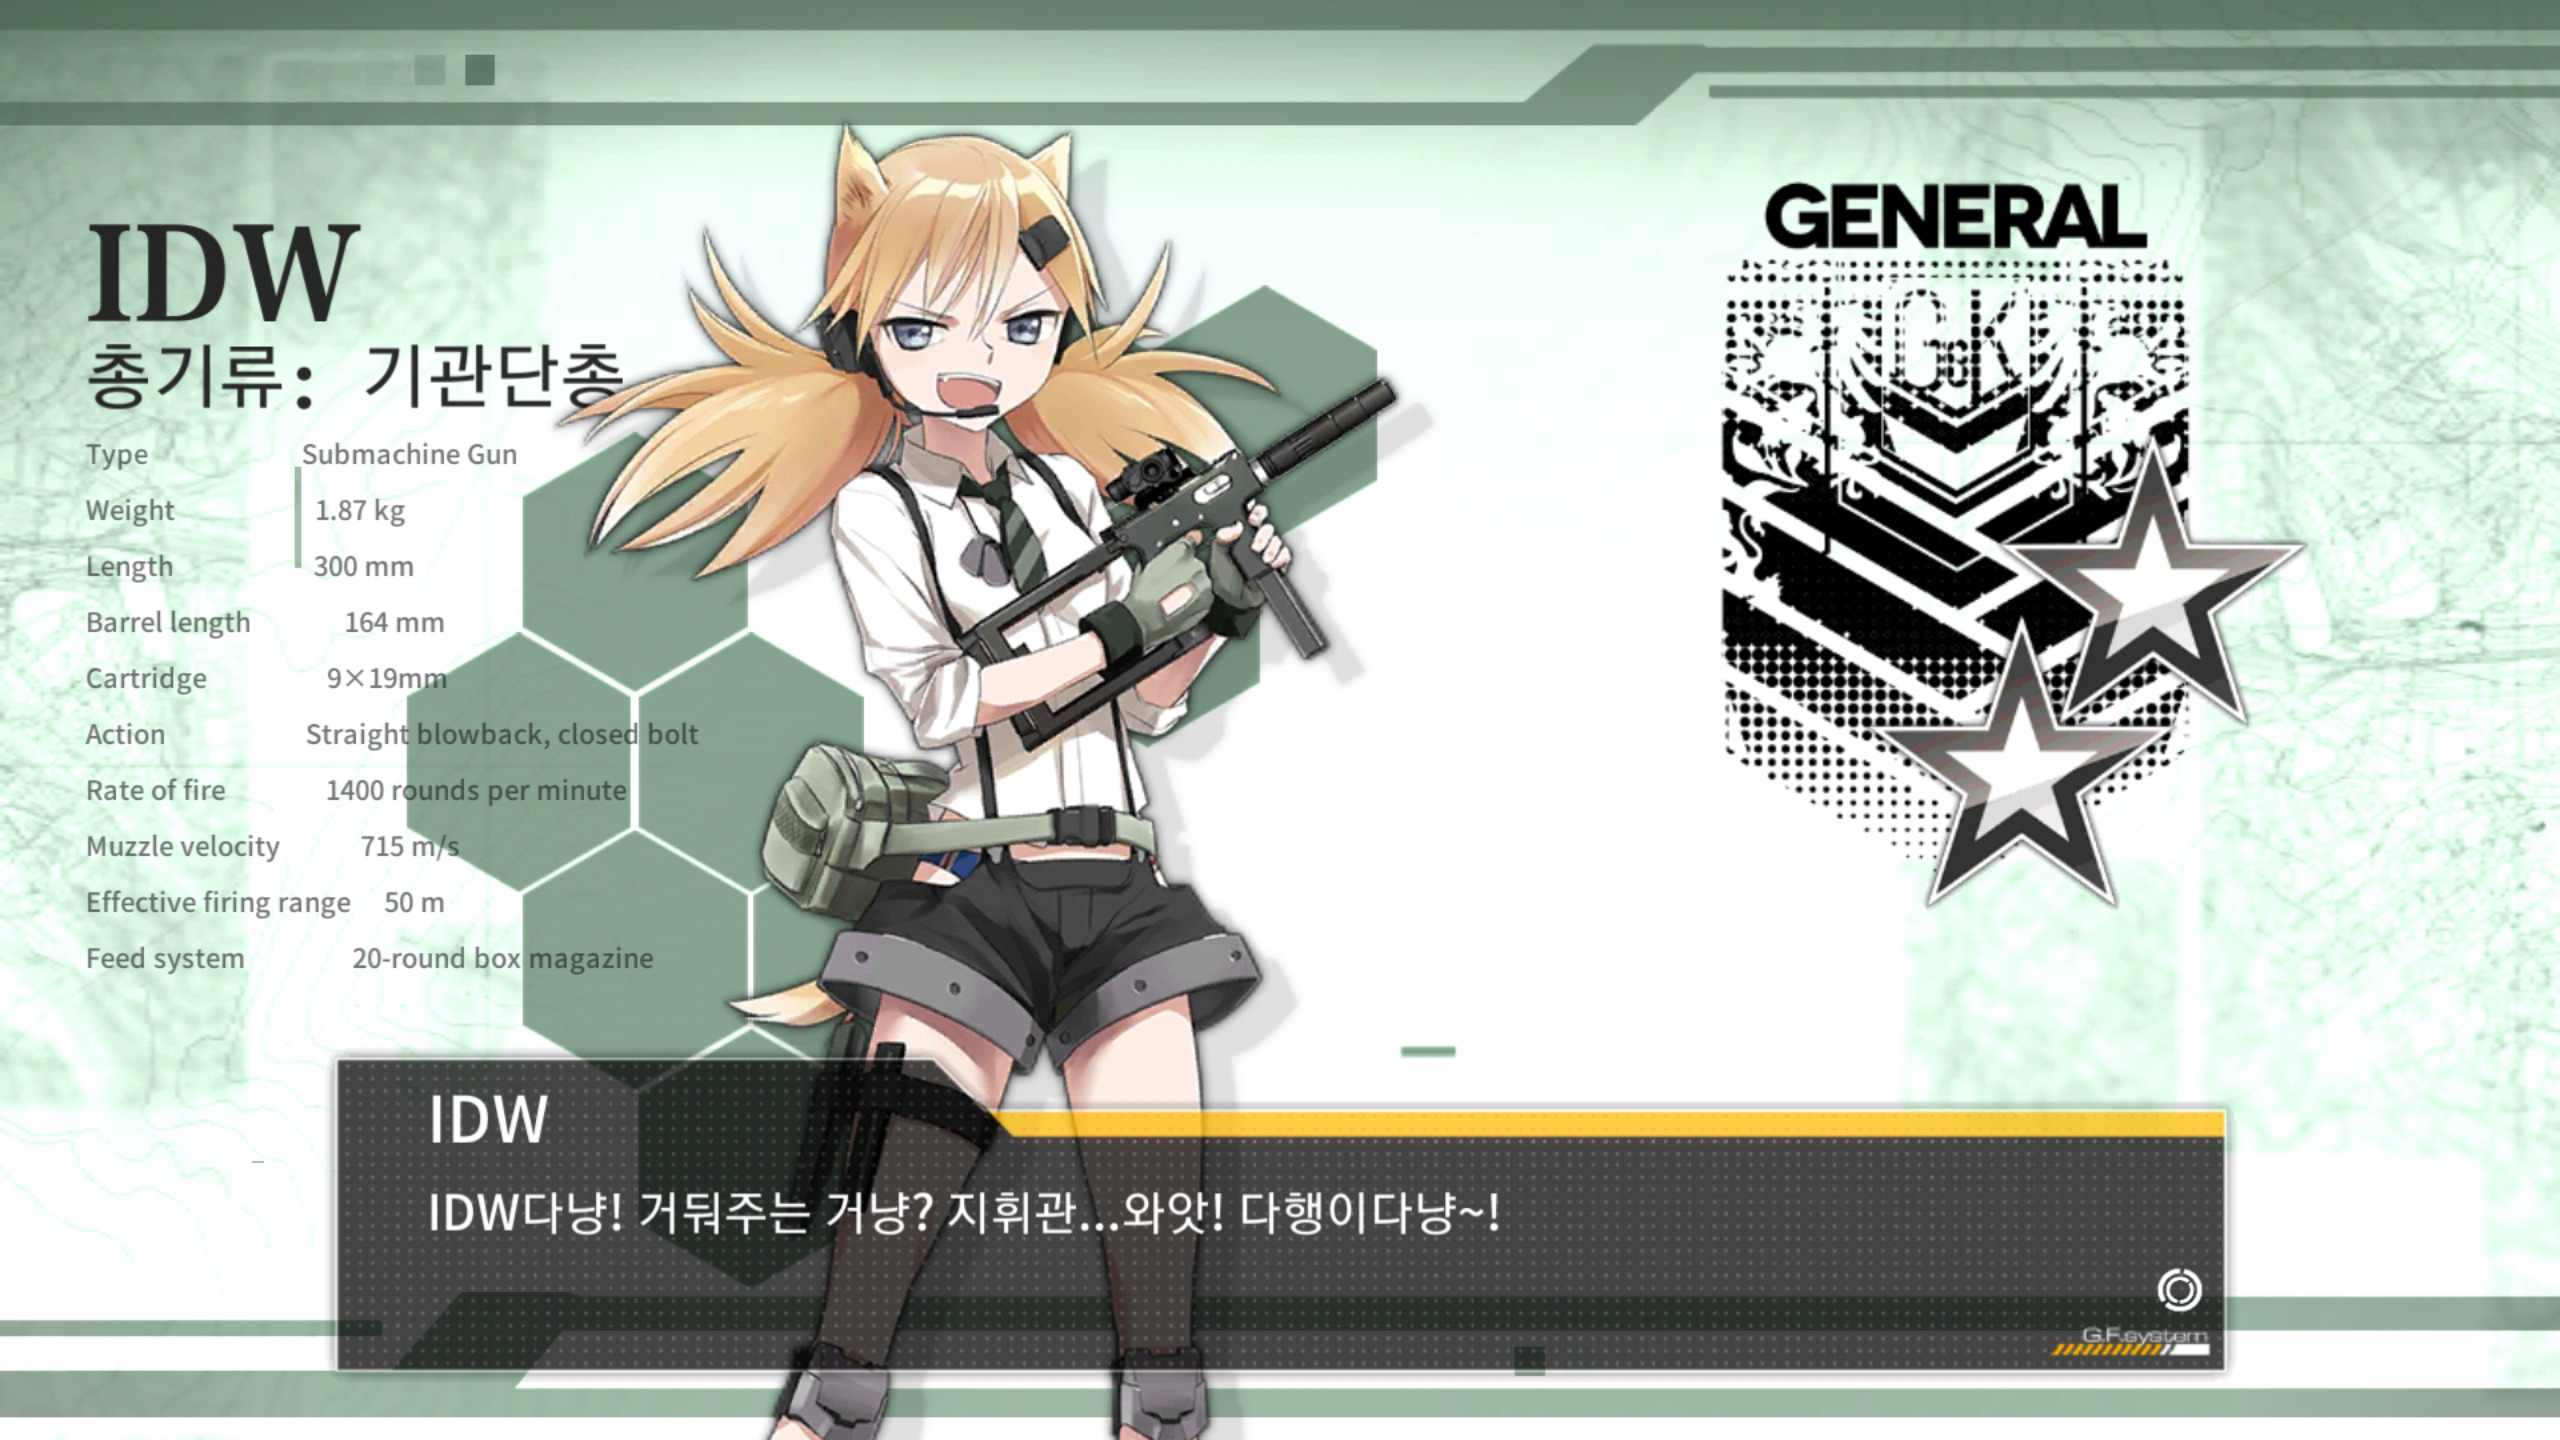 GENERAL
G&K
IDW
총기류: 기관단총
Type Submachine Gun
Weight 1.87 kg
Length 300 mm
Barrel length 164 mm
Cartridge 9×19mm
Action Straight blowback, closed bolt
Rate of fire 1400 rounds per minute
Muzzle velocity 715 m/s
Effective firing range 50 m
Feed system 20-round box magazine
IDW
IDW다냥! 거둬주는 거냥? 지휘관...와앗! 다행이다냥~!
G.F.system